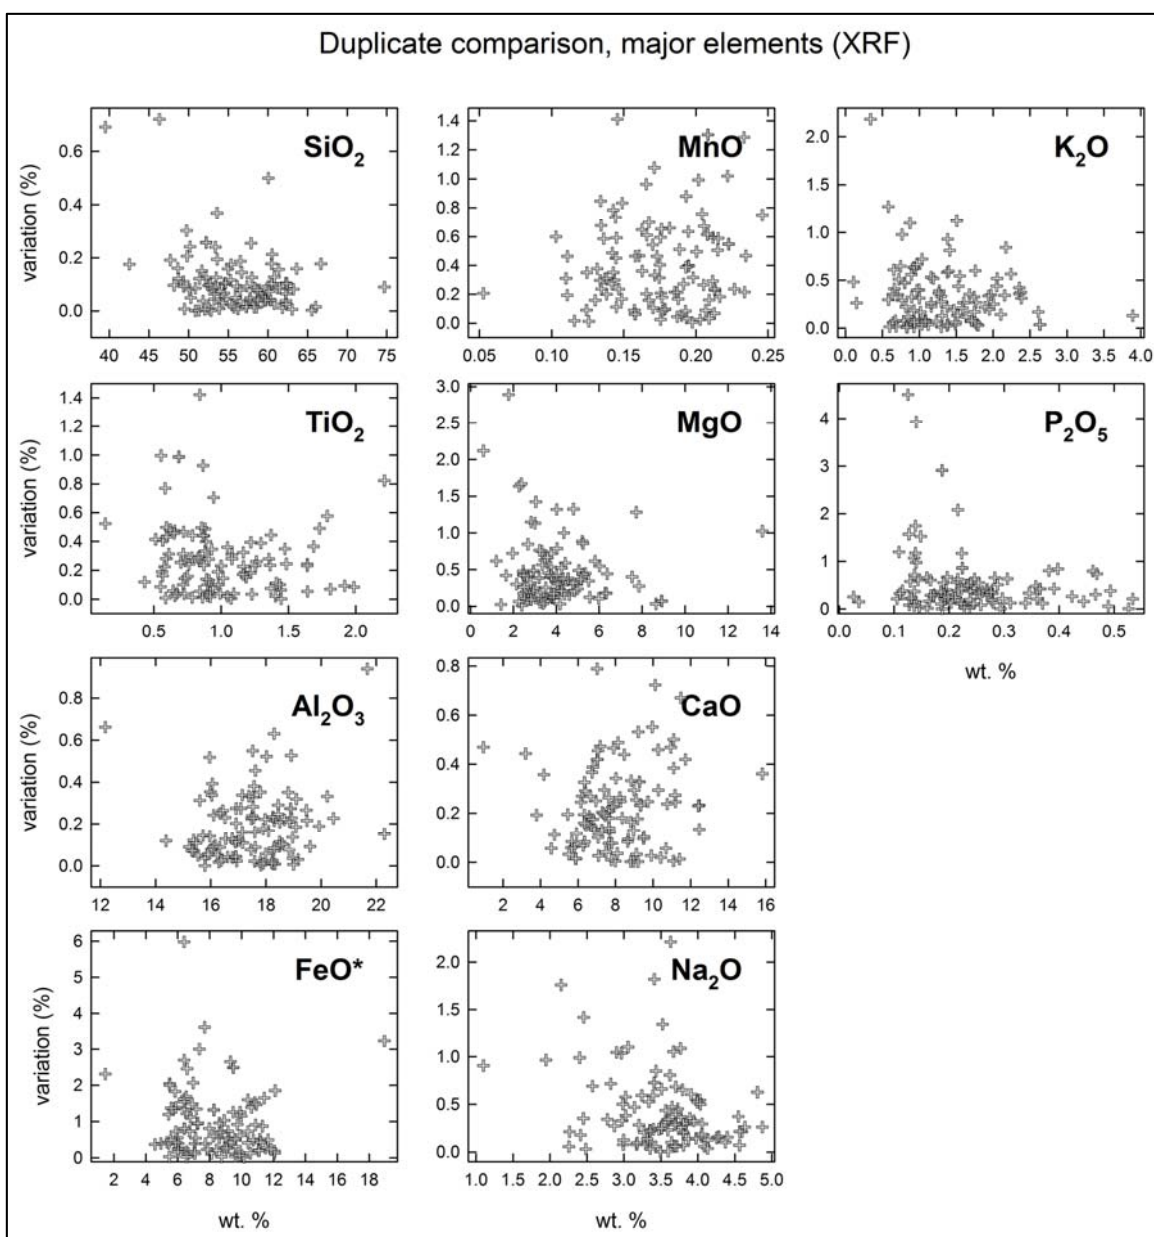 Duplicate comparison, major elements (XRF)
variation (%)
0.6
0.4
0.2
0.0
SiO₂
40 45 50 55 60 65 70 75
1.4
1.2
1.0
0.8
0.6
0.4
0.2
0.0
MnO
0.05 0.10 0.15 0.20 0.25
2.0
1.5
1.0
0.5
0.0
K₂O
0.0 0.5 1.0 1.5 2.0 2.5 3.0 3.5 4.0
variation (%)
1.4
1.2
1.0
0.8
0.6
0.4
0.2
0.0
TiO₂
0.5 1.0 1.5 2.0
3.0
2.5
2.0
1.5
1.0
0.5
0.0
MgO
0 2 4 6 8 10 12 14
4
3
2
1
0
P₂O₅
0.0 0.1 0.2 0.3 0.4 0.5
wt. %
variation (%)
0.8
0.6
0.4
0.2
0.0
Al₂O₃
12 14 16 18 20 22
0.8
0.6
0.4
0.2
0.0
CaO
2 4 6 8 10 12 14 16
variation (%)
6
5
4
3
2
1
0
FeO*
2 4 6 8 10 12 14 16 18
wt. %
2.0
1.5
1.0
0.5
0.0
Na₂O
1.0 1.5 2.0 2.5 3.0 3.5 4.0 4.5 5.0
wt. %